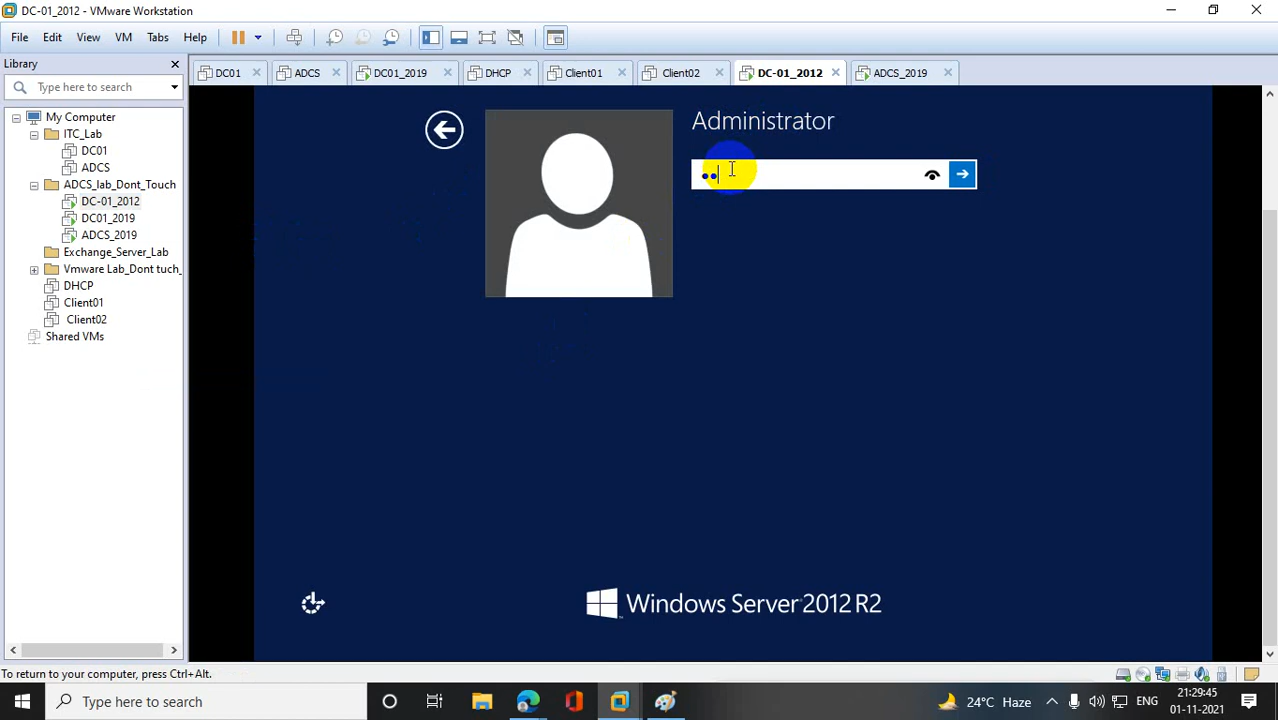 DC-01_2012 - VMware Workstation
File Edit View VM Tabs Help
Library
Type here to search
My Computer
ITC_Lab
DC01
ADCS
ADCS_lab_Dont_Touch
DC-01_2012
DC01_2019
ADCS_2019
Exchange_Server_Lab
Vmware Lab_Dont tuch_
DHCP
Client01
Client02
Shared VMs
DC01 ADCS DC01_2019 DHCP Client01 Client02 DC-01_2012 ADCS_2019
Administrator
Windows Server 2012 R2
To return to your computer, press Ctrl+Alt.
Type here to search
24°C Haze
ENG
21:29:45
01-11-2021